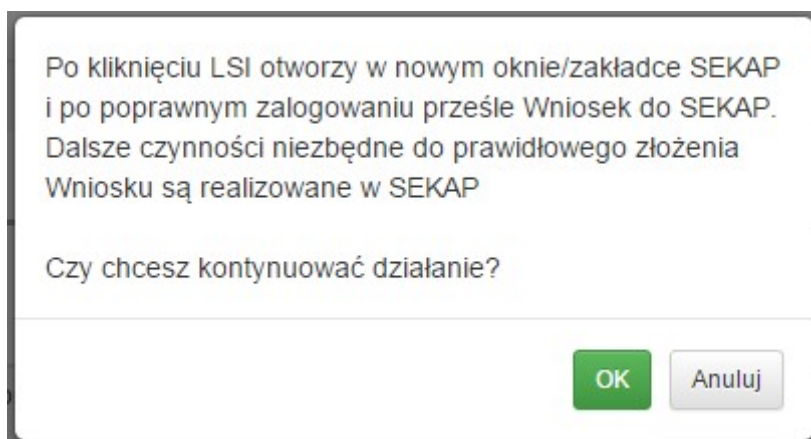 Po kliknięciu LSI otworzy w nowym oknie/zakładce SEKAP
i po poprawnym zalogowaniu prześle Wniosek do SEKAP.
Dalsze czynności niezbędne do prawidłowego złożenia
Wniosku są realizowane w SEKAP
Czy chcesz kontynuować działanie?
OK Anuluj